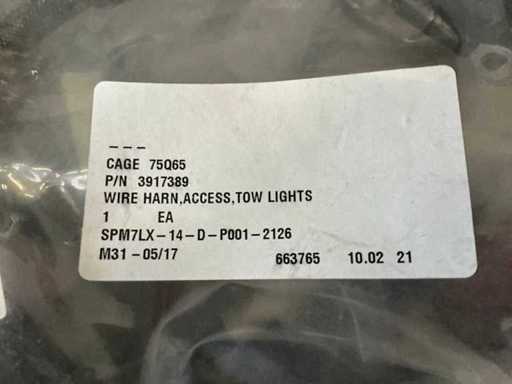 ---
CAGE 75Q65
P/N 3917389
WIRE HARN,ACCESS,TOW LIGHTS
1 EA
SPM7LX-14-D-P001-2126
M31-05/17 663765 10.02 21